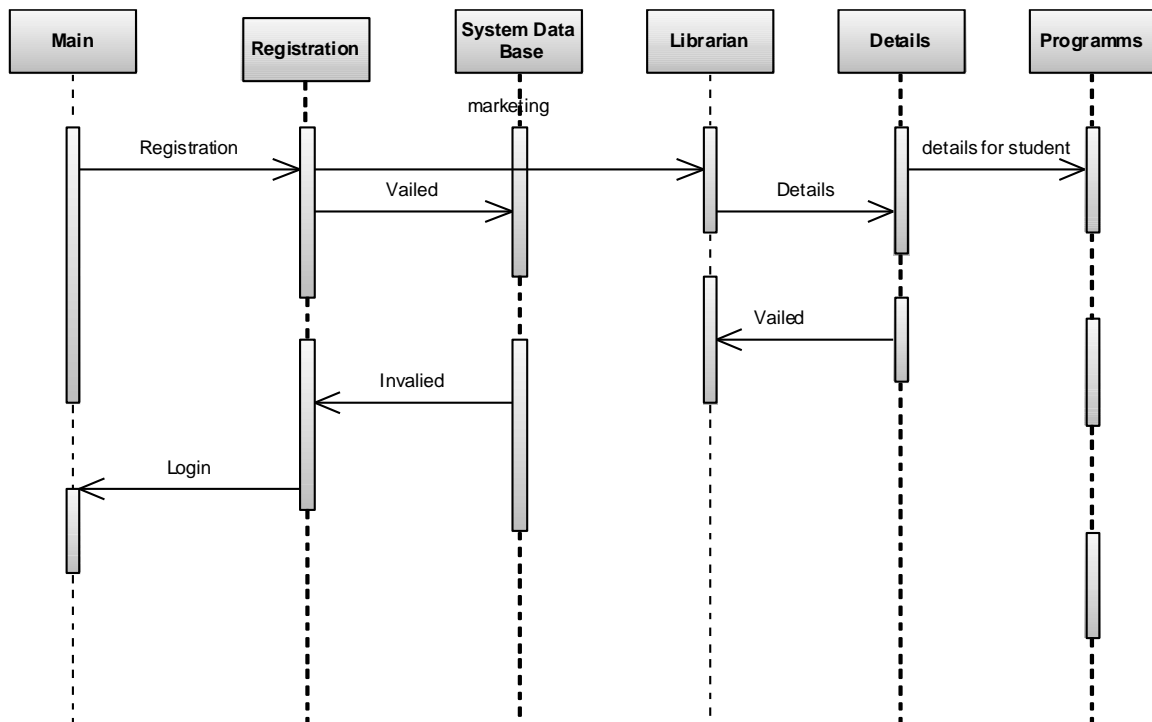 Main
Registration
System Data
Base
Librarian
Details
Programms
marketing
Registration
details for student
Vailed
Details
Vailed
Invalied
Login